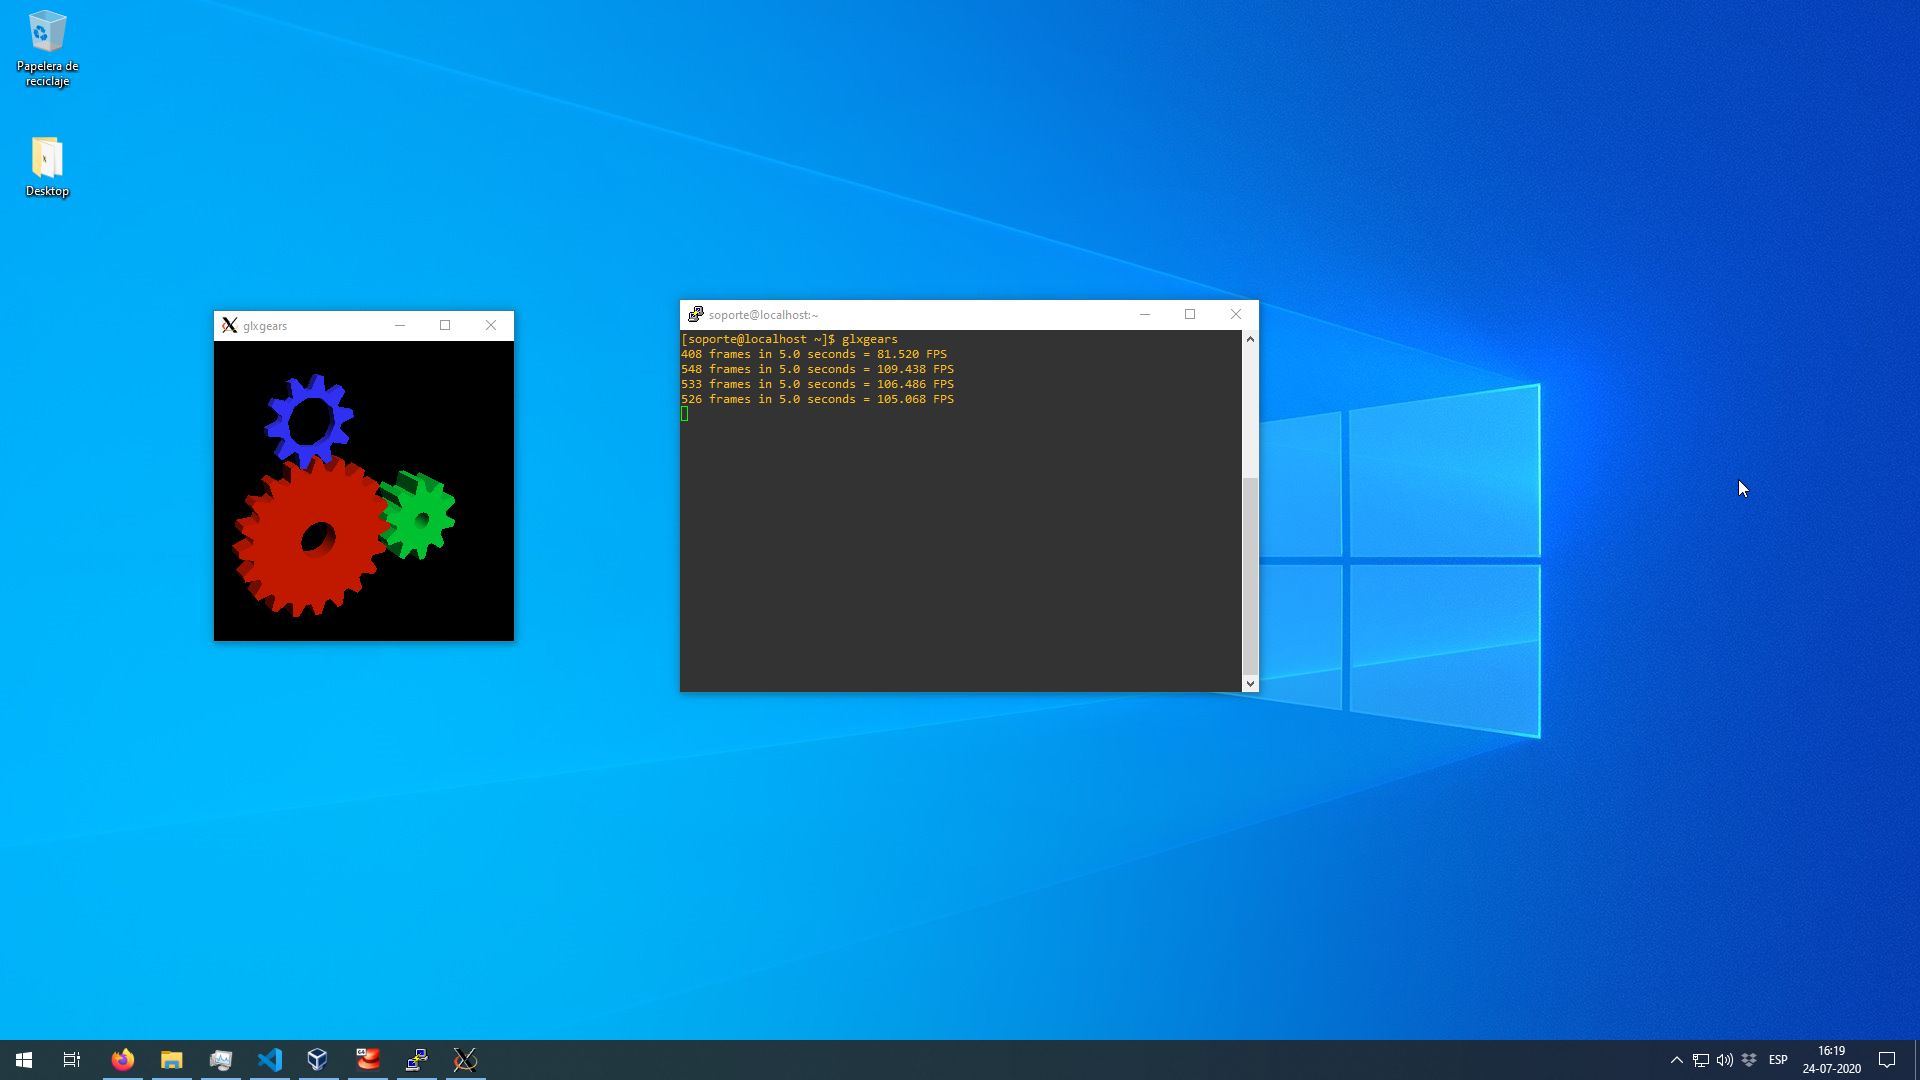 Papelera de
reciclaje
Desktop
glxgears
soporte@localhost:~
[soporte@localhost ~]$ glxgears
408 frames in 5.0 seconds = 81.520 FPS
548 frames in 5.0 seconds = 109.438 FPS
533 frames in 5.0 seconds = 106.486 FPS
526 frames in 5.0 seconds = 105.068 FPS
ESP
16:19
24-07-2020